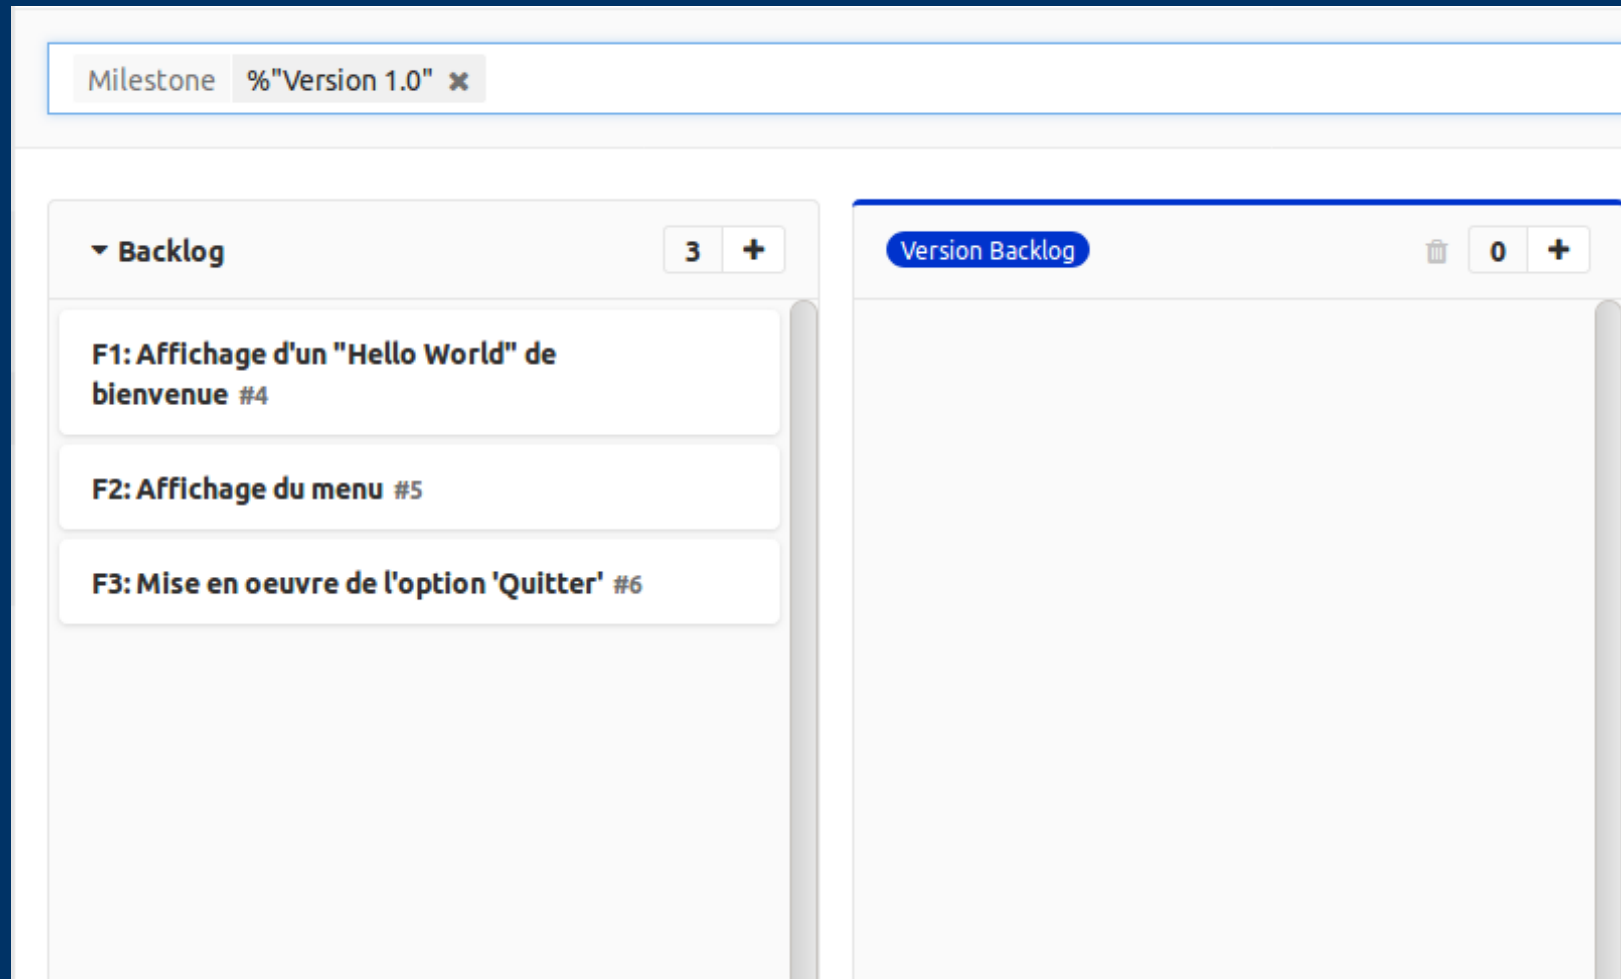 Milestone %"Version 1.0" ✖
Backlog 3 +
F1: Affichage d'un "Hello World" de
bienvenue #4
F2: Affichage du menu #5
F3: Mise en oeuvre de l'option 'Quitter' #6
Version Backlog 0 +